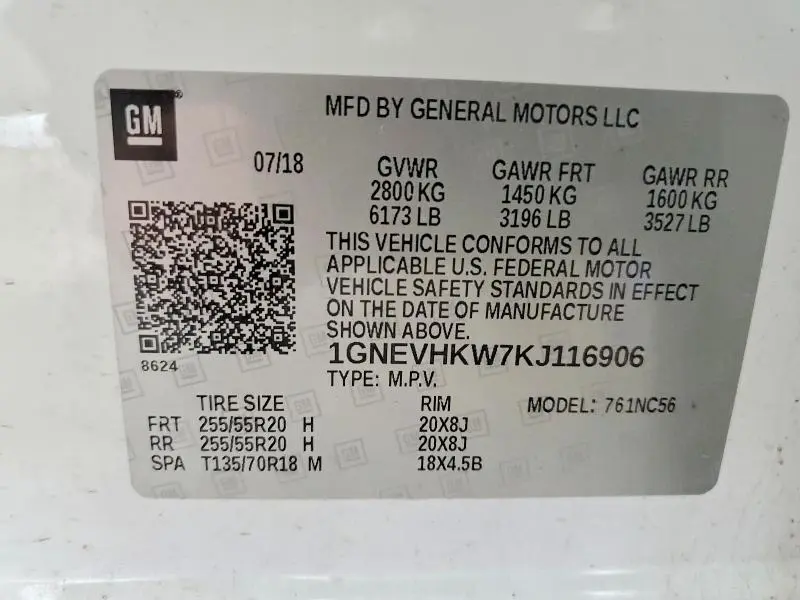 GM
MFD BY GENERAL MOTORS LLC
07/18 GVWR GAWR FRT GAWR RR
2800 KG 1450 KG 1600 KG
6173 LB 3196 LB 3527 LB
THIS VEHICLE CONFORMS TO ALL
APPLICABLE U.S. FEDERAL MOTOR
VEHICLE SAFETY STANDARDS IN EFFECT
ON THE DATE OF MANUFACTURE
SHOWN ABOVE.
8624
1GNEVHKW7KJ116906
TYPE: M.P.V.
TIRE SIZE RIM MODEL: 761NC56
FRT 255/55R20 H 20X8J
RR 255/55R20 H 20X8J
SPA T135/70R18 M 18X4.5B